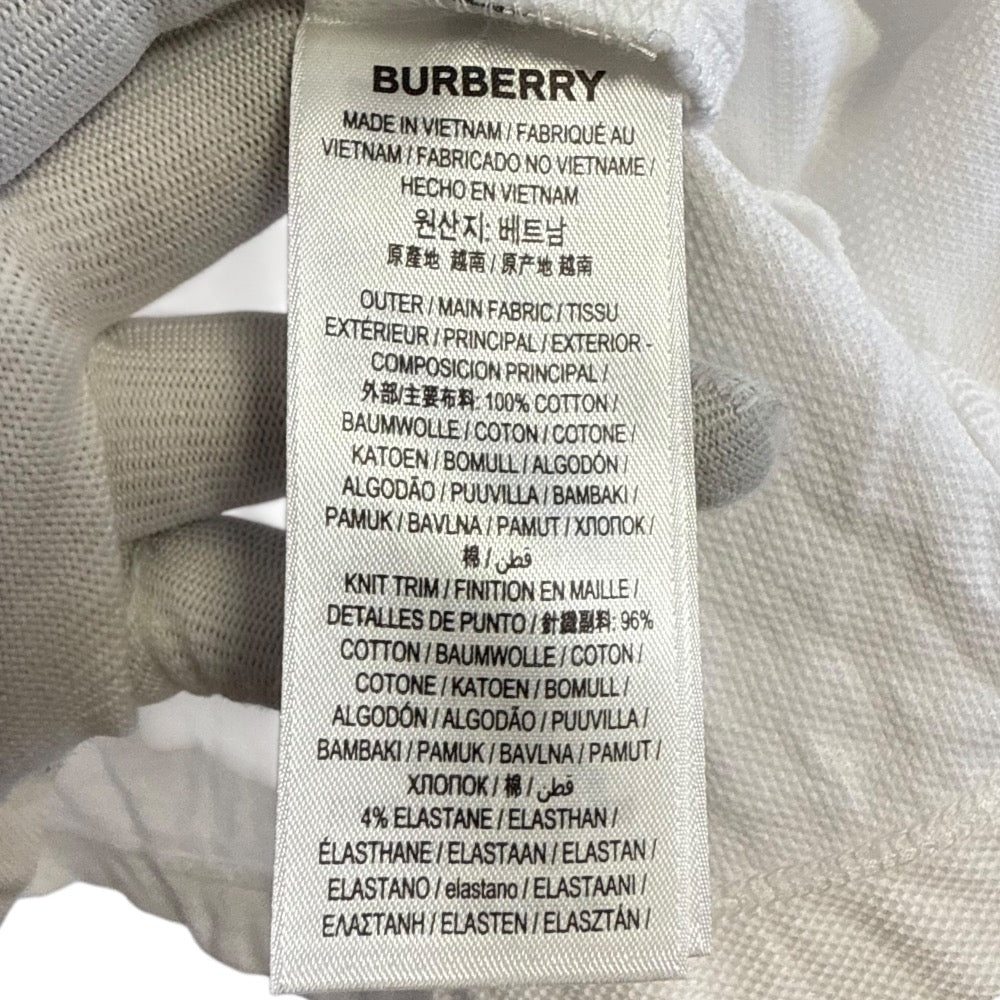 BURBERRY
MADE IN VIETNAM / FABRIQUÉ AU
VIETNAM / FABRICADO NO VIETNAME /
HECHO EN VIETNAM
원산지: 베트남
原產地 越南 / 原产地 越南
OUTER / MAIN FABRIC / TISSU
EXTERIEUR / PRINCIPAL / EXTERIOR -
COMPOSICION PRINCIPAL /
外部/主要布料: 100% COTTON /
BAUMWOLLE / COTON / COTONE /
KATOEN / BOMULL / ALGODÓN /
ALGODÃO / PUUVILLA / BAMBAKI /
PAMUK / BAVLNA / PAMUT / ХЛОПОК /
棉 / قطن
KNIT TRIM / FINITION EN MAILLE /
DETALLES DE PUNTO / 針織副料: 96%
COTTON / BAUMWOLLE / COTON /
COTONE / KATOEN / BOMULL /
ALGODÓN / ALGODÃO / PUUVILLA /
BAMBAKI / PAMUK / BAVLNA / PAMUT /
ХЛОПОК / 棉 / قطن
4% ELASTANE / ELASTHAN /
ÉLASTHANE / ELASTAAN / ELASTAN /
ELASTANO / elastano / ELASTAANI /
ΕΛΑΣΤΑΝΗ / ELASTEN / ELASZTÁN /